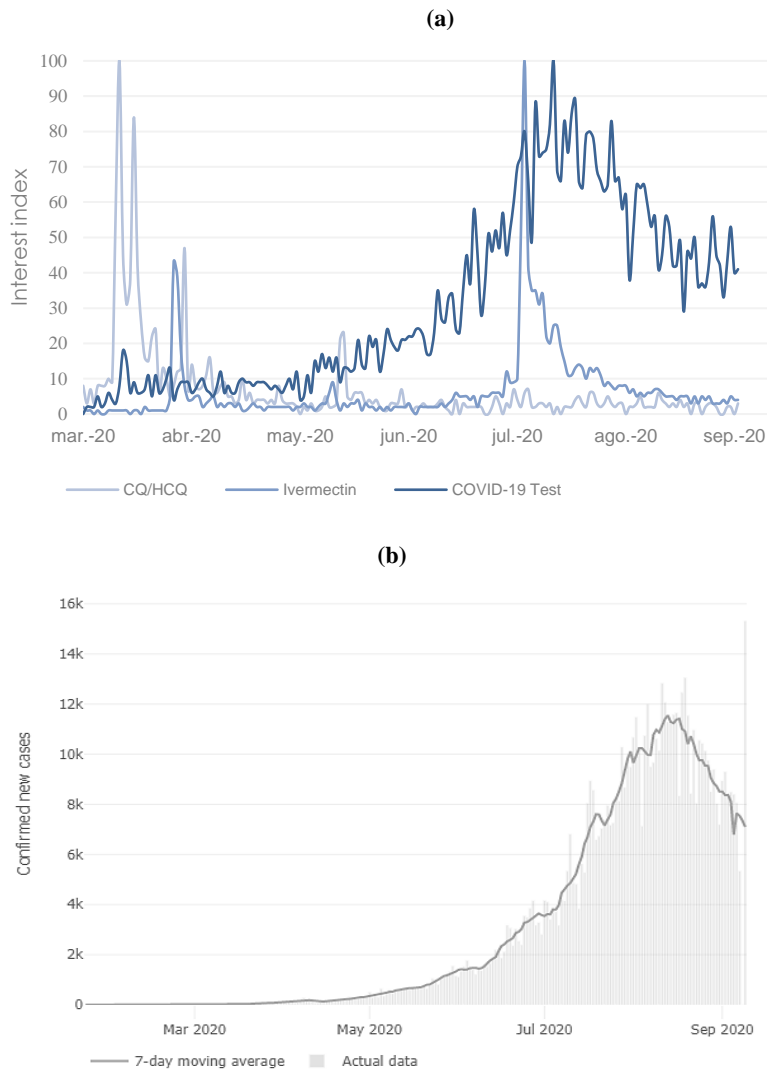 (a)
Interest index
100
90
80
70
60
50
40
30
20
10
0
mar.-20 abr.-20 may.-20 jun.-20 jul.-20 ago.-20 sep.-20
CQ/HCQ Ivermectin COVID-19 Test
(b)
Confirmed new cases
16k
14k
12k
10k
8k
6k
4k
2k
0
Mar 2020 May 2020 Jul 2020 Sep 2020
7-day moving average Actual data